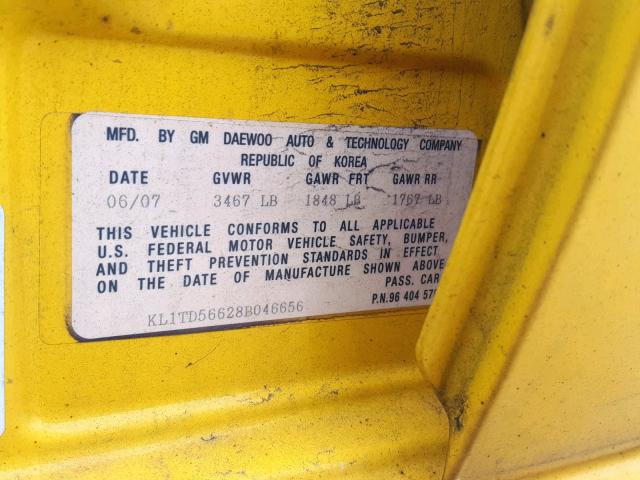 MFD. BY GM DAEWOO AUTO & TECHNOLOGY COMPANY
REPUBLIC OF KOREA
DATE GVWR GAWR FRT GAWR RR
06/07 3467 LB 1848 LB 1767 LB
THIS VEHICLE CONFORMS TO ALL APPLICABLE
U.S. FEDERAL MOTOR VEHICLE SAFETY, BUMPER,
AND THEFT PREVENTION STANDARDS IN EFFECT
ON THE DATE OF MANUFACTURE SHOWN ABOVE
PASS. CAR
P.N.96 404
KL1TD56628B046656